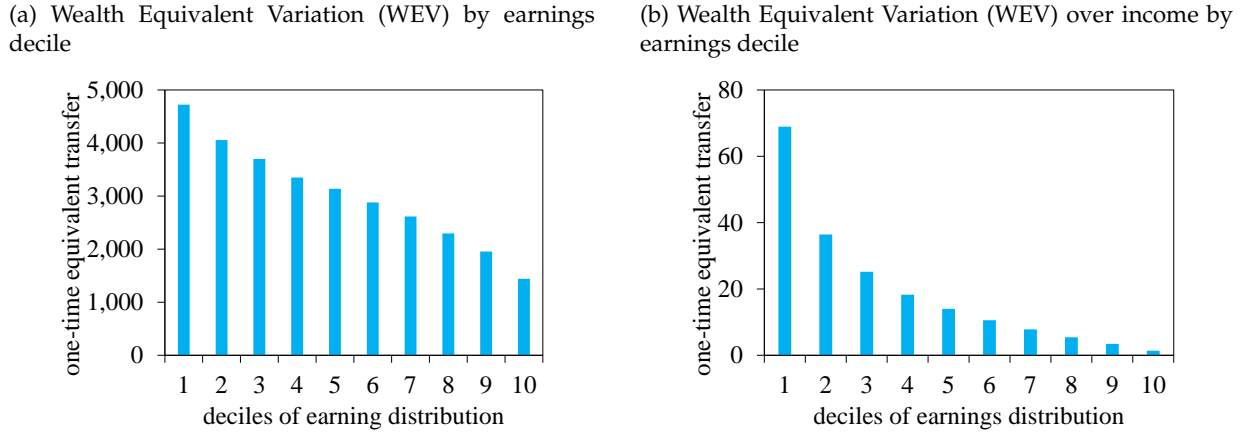 (a) Wealth Equivalent Variation (WEV) by earnings
decile
5,000
4,000
3,000
2,000
1,000
0
one-time equivalent transfer
1 2 3 4 5 6 7 8 9 10
deciles of earning distribution
(b) Wealth Equivalent Variation (WEV) over income by
earnings decile
80
60
40
20
0
one-time equivalent transfer
1 2 3 4 5 6 7 8 9 10
deciles of earnings distribution